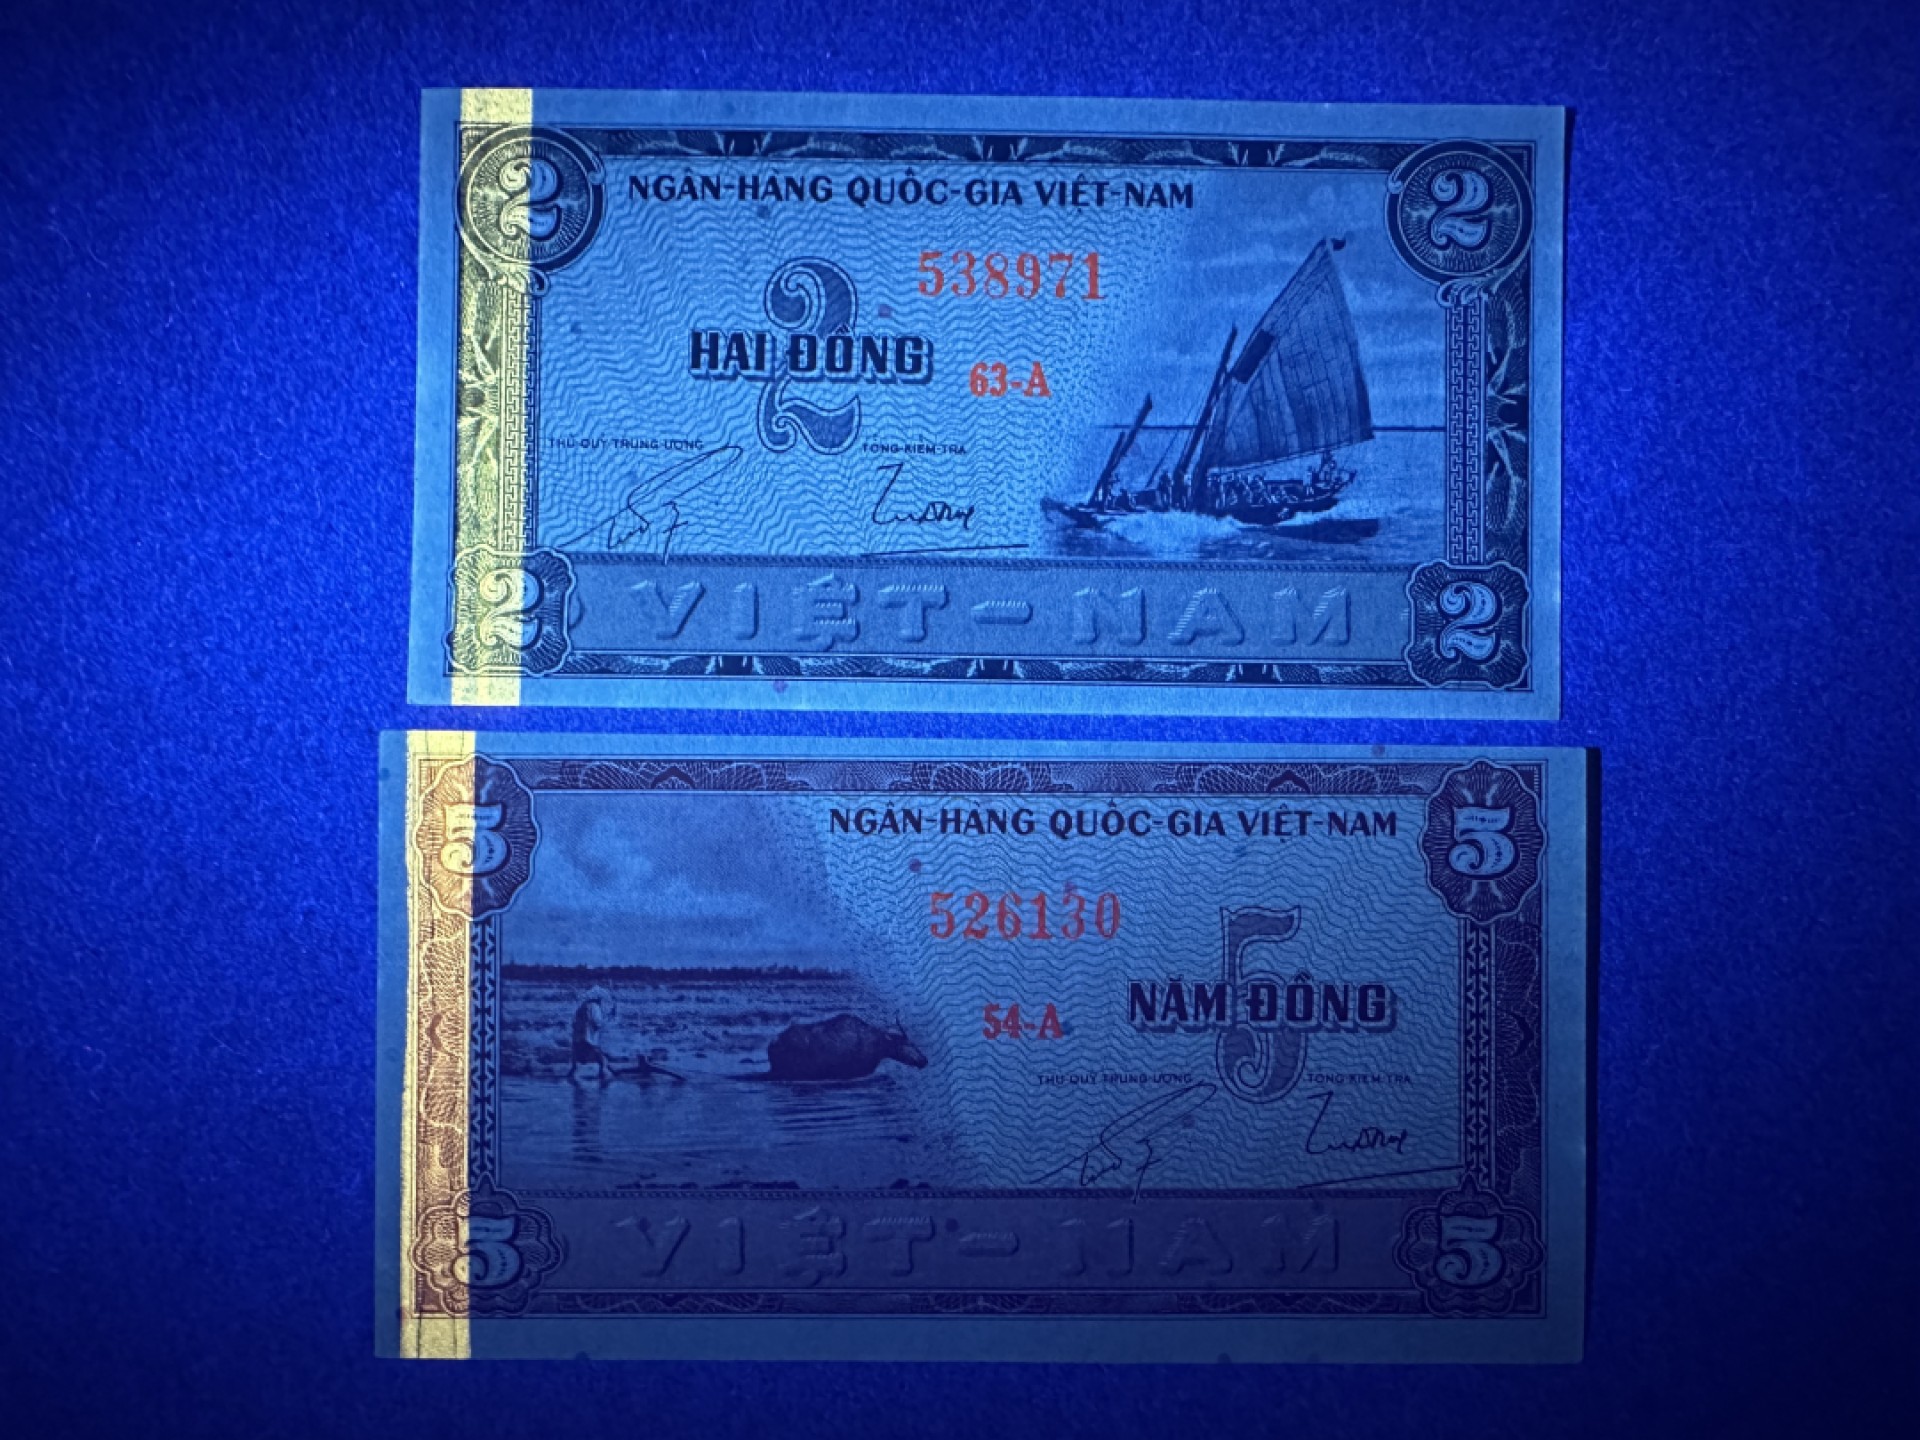 2
2
NGÂN-HÀNG QUỐC-GIA VIỆT-NAM
538971
2
HAI ĐỒNG
63-A
THỦ QUỸ TRUNG ƯƠNG
TỔNG KIỂM-TRA
2
VIỆT-NAM
2
5
NGÂN-HÀNG QUỐC-GIA VIỆT-NAM
5
526130
5
NĂM ĐỒNG
54-A
THỦ QUỸ TRUNG ƯƠNG
TỔNG KIỂM-TRA
5
VIỆT-NAM
5